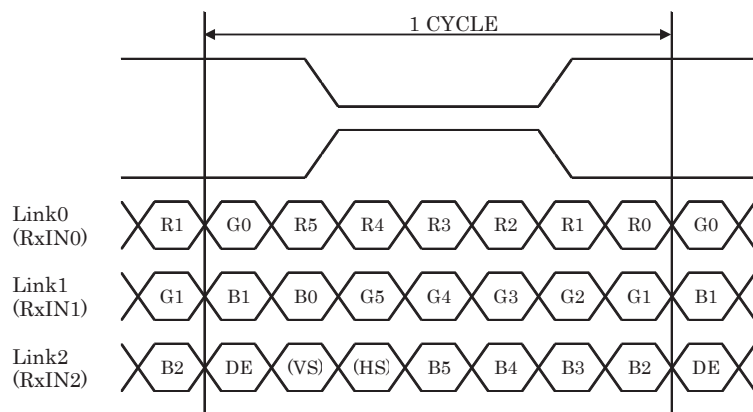 1 CYCLE
Link0
(RxIN0)
R1 G0 R5 R4 R3 R2 R1 R0 G0
Link1
(RxIN1)
G1 B1 B0 G5 G4 G3 G2 G1 B1
Link2
(RxIN2)
B2 DE (VS) (HS) B5 B4 B3 B2 DE